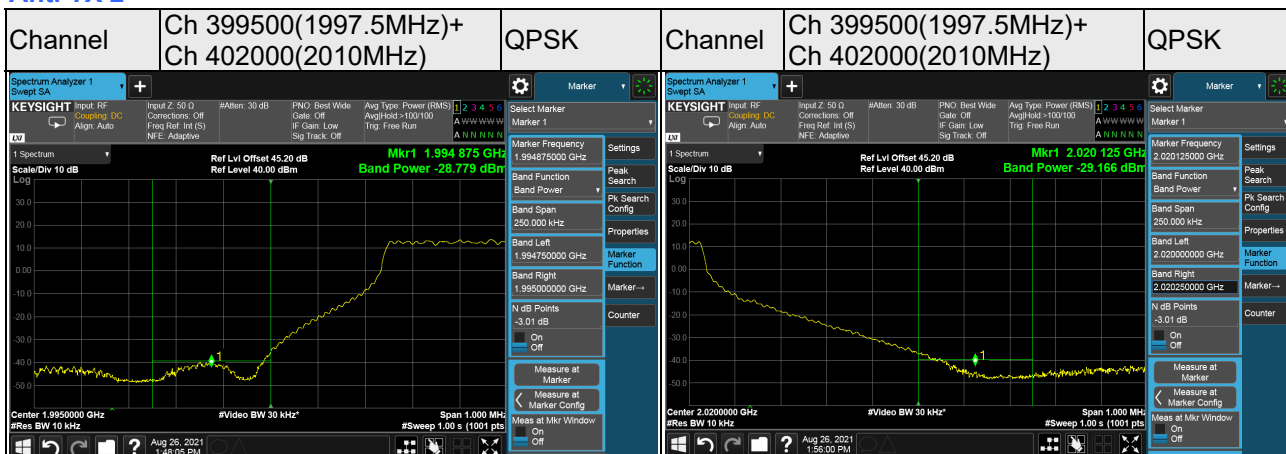 Channel
Ch 399500(1997.5MHz)+
Ch 402000(2010MHz)
QPSK
Channel
Ch 399500(1997.5MHz)+
Ch 402000(2010MHz)
QPSK
Spectrum Analyzer 1
Swept SA
+
Marker
KEYSIGHT
Input: RF
Coupling: DC
Align: Auto
Input Z: 50 Ω
Corrections: Off
Freq Ref: Int (S)
NFE: Adaptive
#Atten: 30 dB
PNO: Best Wide
Gate: Off
IF Gain: Low
Sig Track: Off
Avg Type: Power (RMS)
Avg|Hold:>100/100
Trig: Free Run
1 2 3 4 5 6
A W W W W W
A N N N N N
LXI
Select Marker
Marker 1
1 Spectrum
Scale/Div 10 dB
Log
Ref Lvl Offset 45.20 dB
Ref Level 40.00 dBm
Mkr1 1.994 875 GHz
Band Power -28.779 dBm
30.0
20.0
10.0
0.00
-10.0
-20.0
-30.0
-40.0
-50.0
1
Center 1.9950000 GHz
#Res BW 10 kHz
#Video BW 30 kHz*
Span 1.000 MHz
#Sweep 1.00 s (1001 pts
Marker Frequency
1.994875000 GHz
Band Function
Band Power
Band Span
250.000 kHz
Band Left
1.994750000 GHz
Band Right
1.995000000 GHz
N dB Points
-3.01 dB
On
Off
Measure at
Marker
Measure at
Marker Config
Meas at Mkr Window
On
Off
Settings
Peak
Search
Pk Search
Config
Properties
Marker
Function
Marker→
Counter
?
Aug 26, 2021
1:48:05 PM
Spectrum Analyzer 1
Swept SA
+
Marker
KEYSIGHT
Input: RF
Coupling: DC
Align: Auto
Input Z: 50 Ω
Corrections: Off
Freq Ref: Int (S)
NFE: Adaptive
#Atten: 30 dB
PNO: Best Wide
Gate: Off
IF Gain: Low
Sig Track: Off
Avg Type: Power (RMS)
Avg|Hold:>100/100
Trig: Free Run
1 2 3 4 5 6
A W W W W W
A N N N N N
LXI
Select Marker
Marker 1
1 Spectrum
Scale/Div 10 dB
Log
Ref Lvl Offset 45.20 dB
Ref Level 40.00 dBm
Mkr1 2.020 125 GHz
Band Power -29.166 dBm
30.0
20.0
10.0
0.00
-10.0
-20.0
-30.0
-40.0
-50.0
1
Center 2.0200000 GHz
#Res BW 10 kHz
#Video BW 30 kHz*
Span 1.000 MHz
#Sweep 1.00 s (1001 pts
Marker Frequency
2.020125000 GHz
Band Function
Band Power
Band Span
250.000 kHz
Band Left
2.020000000 GHz
Band Right
2.020250000 GHz
N dB Points
-3.01 dB
On
Off
Measure at
Marker
Measure at
Marker Config
Meas at Mkr Window
On
Off
Settings
Peak
Search
Pk Search
Config
Properties
Marker
Function
Marker→
Counter
?
Aug 26, 2021
1:56:00 PM